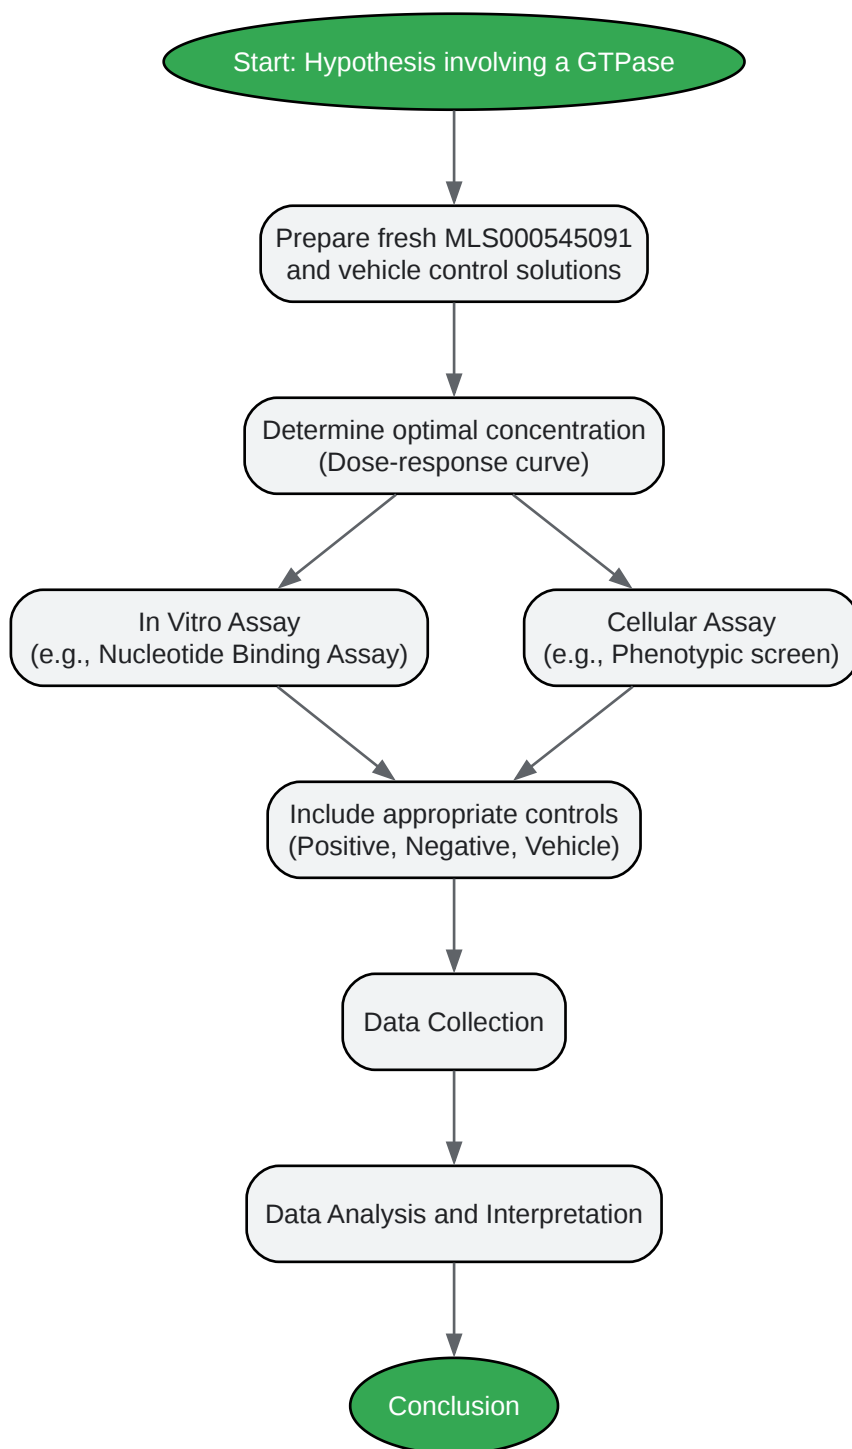 Start: Hypothesis involving a GTPase
Prepare fresh MLS000545091
and vehicle control solutions
Determine optimal concentration
(Dose-response curve)
In Vitro Assay
(e.g., Nucleotide Binding Assay)
Cellular Assay
(e.g., Phenotypic screen)
Include appropriate controls
(Positive, Negative, Vehicle)
Data Collection
Data Analysis and Interpretation
Conclusion